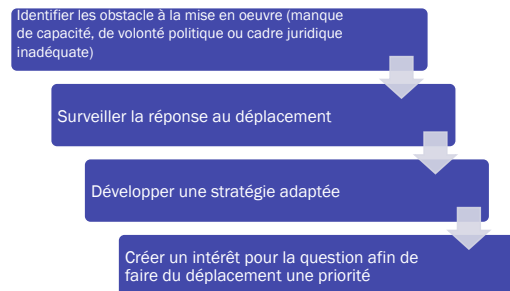 Identifier les obstacle à la mise en oeuvre (manque
de capacité, de volonté politique ou cadre juridique
inadéquate)
Surveiller la réponse au déplacement
Développer une stratégie adaptée
Créer un intérêt pour la question afin de
faire du déplacement une priorité